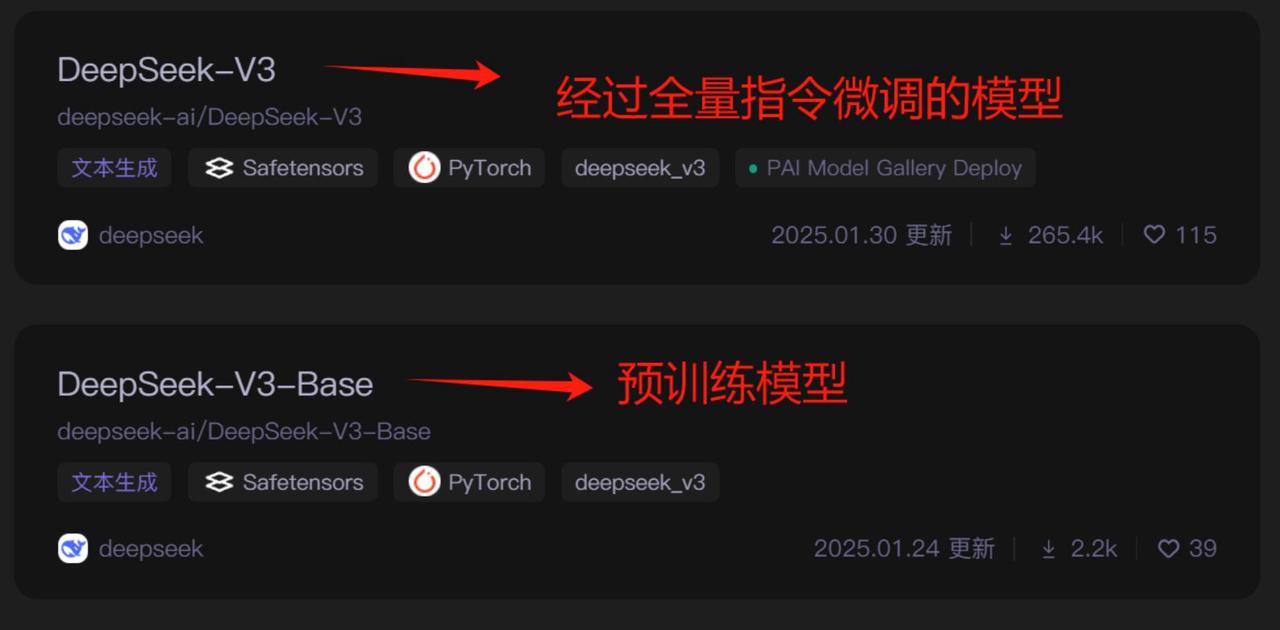 DeepSeek-V3
经过全量指令微调的模型
deepseek-ai/DeepSeek-V3
文本生成 Safetensors PyTorch deepseek_v3 PAI Model Gallery Deploy
deepseek 2025.01.30 更新 265.4k 115
DeepSeek-V3-Base 预训练模型
deepseek-ai/DeepSeek-V3-Base
文本生成 Safetensors PyTorch deepseek_v3
deepseek 2025.01.24 更新 2.2k 39